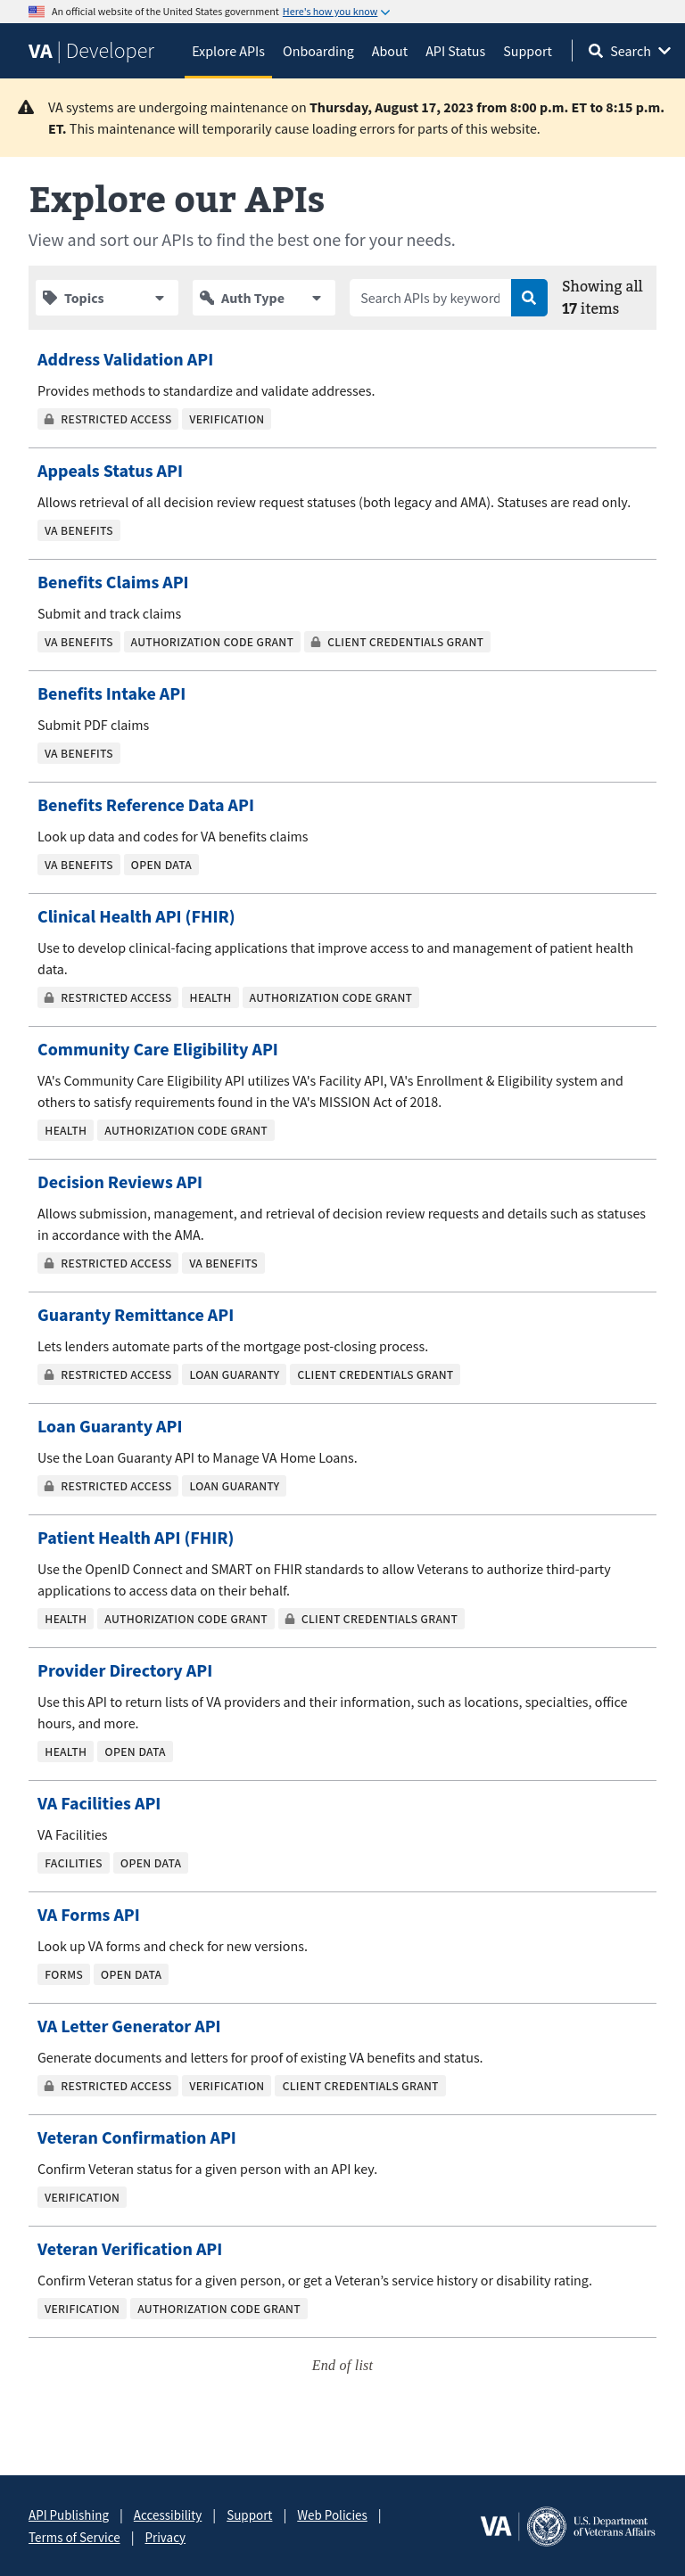 An official website of the United States government Here's how you know
VA | Developer
Explore APIs
Onboarding
About
API Status
Support
Search
VA systems are undergoing maintenance on Thursday, August 17, 2023 from 8:00 p.m. ET to 8:15 p.m.
ET. This maintenance will temporarily cause loading errors for parts of this website.
Explore our APIs
View and sort our APIs to find the best one for your needs.
Topics
Auth Type
Search APIs by keyword
Showing all
17 items
Address Validation API
Provides methods to standardize and validate addresses.
RESTRICTED ACCESS VERIFICATION
Appeals Status API
Allows retrieval of all decision review request statuses (both legacy and AMA). Statuses are read only.
VA BENEFITS
Benefits Claims API
Submit and track claims
VA BENEFITS AUTHORIZATION CODE GRANT CLIENT CREDENTIALS GRANT
Benefits Intake API
Submit PDF claims
VA BENEFITS
Benefits Reference Data API
Look up data and codes for VA benefits claims
VA BENEFITS OPEN DATA
Clinical Health API (FHIR)
Use to develop clinical-facing applications that improve access to and management of patient health
data.
RESTRICTED ACCESS HEALTH AUTHORIZATION CODE GRANT
Community Care Eligibility API
VA's Community Care Eligibility API utilizes VA's Facility API, VA's Enrollment & Eligibility system and
others to satisfy requirements found in the VA's MISSION Act of 2018.
HEALTH AUTHORIZATION CODE GRANT
Decision Reviews API
Allows submission, management, and retrieval of decision review requests and details such as statuses
in accordance with the AMA.
RESTRICTED ACCESS VA BENEFITS
Guaranty Remittance API
Lets lenders automate parts of the mortgage post-closing process.
RESTRICTED ACCESS LOAN GUARANTY CLIENT CREDENTIALS GRANT
Loan Guaranty API
Use the Loan Guaranty API to Manage VA Home Loans.
RESTRICTED ACCESS LOAN GUARANTY
Patient Health API (FHIR)
Use the OpenID Connect and SMART on FHIR standards to allow Veterans to authorize third-party
applications to access data on their behalf.
HEALTH AUTHORIZATION CODE GRANT CLIENT CREDENTIALS GRANT
Provider Directory API
Use this API to return lists of VA providers and their information, such as locations, specialties, office
hours, and more.
HEALTH OPEN DATA
VA Facilities API
VA Facilities
FACILITIES OPEN DATA
VA Forms API
Look up VA forms and check for new versions.
FORMS OPEN DATA
VA Letter Generator API
Generate documents and letters for proof of existing VA benefits and status.
RESTRICTED ACCESS VERIFICATION CLIENT CREDENTIALS GRANT
Veteran Confirmation API
Confirm Veteran status for a given person with an API key.
VERIFICATION
Veteran Verification API
Confirm Veteran status for a given person, or get a Veteran’s service history or disability rating.
VERIFICATION AUTHORIZATION CODE GRANT
End of list
API Publishing | Accessibility | Support | Web Policies |
Terms of Service | Privacy
VA
U.S. Department
of Veterans Affairs